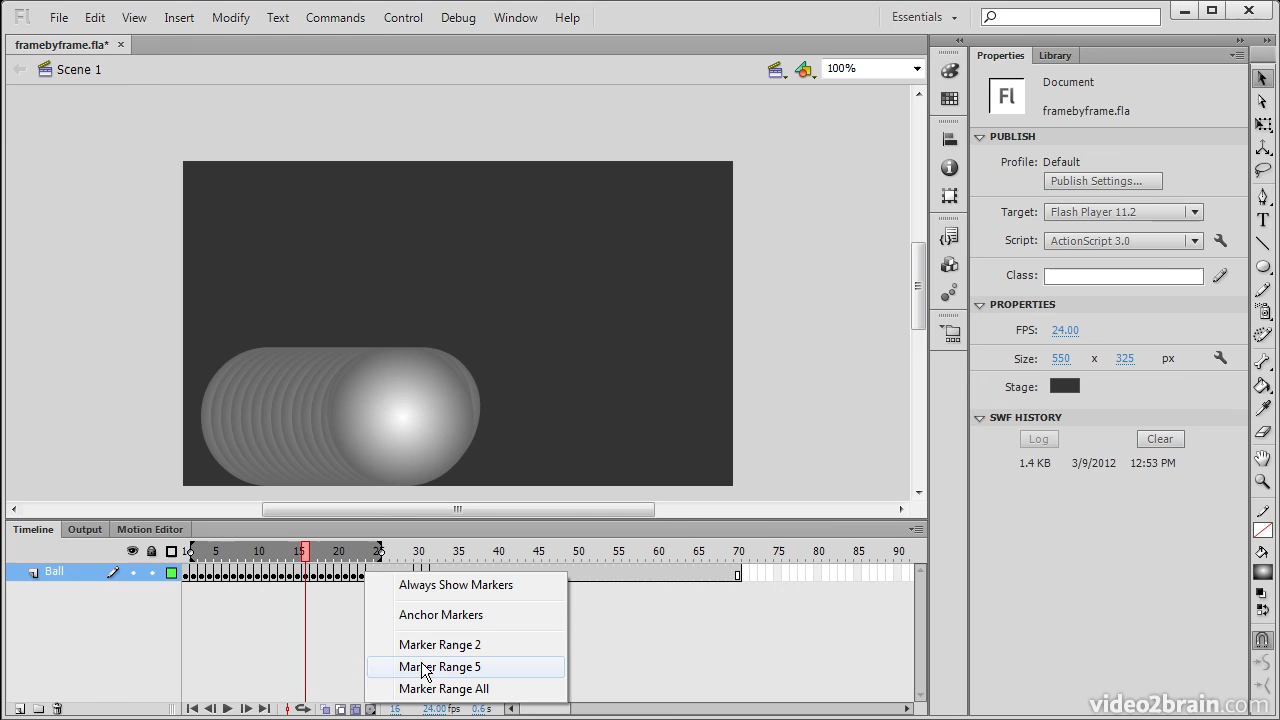 Fl File Edit View Insert Modify Text Commands Control Debug Window Help Essentials
framebyframe.fla*
Scene 1
100%
Properties Library
Fl
Document
framebyframe.fla
PUBLISH
Profile: Default
Publish Settings...
Target: Flash Player 11.2
Script: ActionScript 3.0
Class:
PROPERTIES
FPS: 24.00
Size: 550 x 325 px
Stage:
SWF HISTORY
Log Clear
1.4 KB 3/9/2012 12:53 PM
Timeline Output Motion Editor
1 5 10 15 20 25 30 35 40 45 50 55 60 65 70 75 80 85 90
Ball
Always Show Markers
Anchor Markers
Marker Range 2
Marker Range 5
Marker Range All
16 24.00 fps 0.6 s
video2brain.com